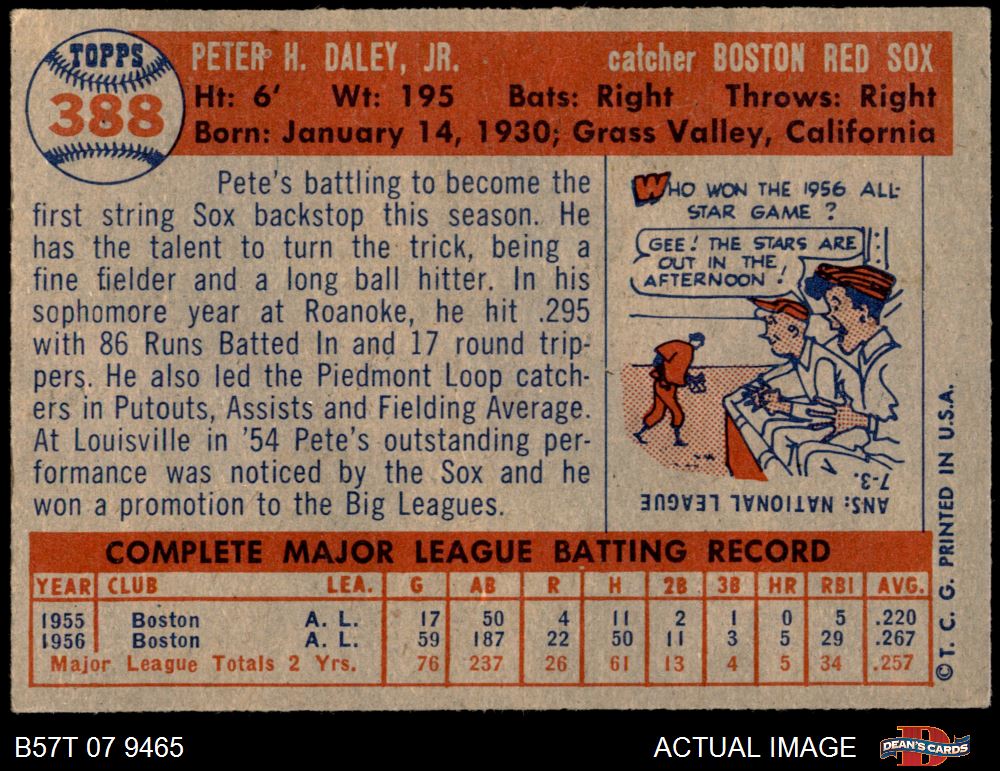 TOPPS
388
PETER H. DALEY, JR. catcher BOSTON RED SOX
Ht: 6' Wt: 195 Bats: Right Throws: Right
Born: January 14, 1930; Grass Valley, California
Pete's battling to become the
first string Sox backstop this season. He
has the talent to turn the trick, being a
fine fielder and a long ball hitter. In his
sophomore year at Roanoke, he hit .295
with 86 Runs Batted In and 17 round trip-
pers. He also led the Piedmont Loop catch-
ers in Putouts, Assists and Fielding Average.
At Louisville in '54 Pete's outstanding per-
formance was noticed by the Sox and he
won a promotion to the Big Leagues.
WHO WON THE 1956 ALL-
STAR GAME ?
GEE! THE STARS ARE
OUT IN THE
AFTERNOON!
ANS: NATIONAL LEAGUE
7-3.
COMPLETE MAJOR LEAGUE BATTING RECORD
YEAR CLUB LEA. G AB R H 2B 3B HR RBI AVG.
1955 Boston A. L. 17 50 4 11 2 1 0 5 .220
1956 Boston A. L. 59 187 22 50 11 3 5 29 .267
Major League Totals 2 Yrs. 76 237 26 61 13 4 5 34 .257
© T. C. G. PRINTED IN U.S.A.
B57T 07 9465 ACTUAL IMAGE
DEAN'S CARDS